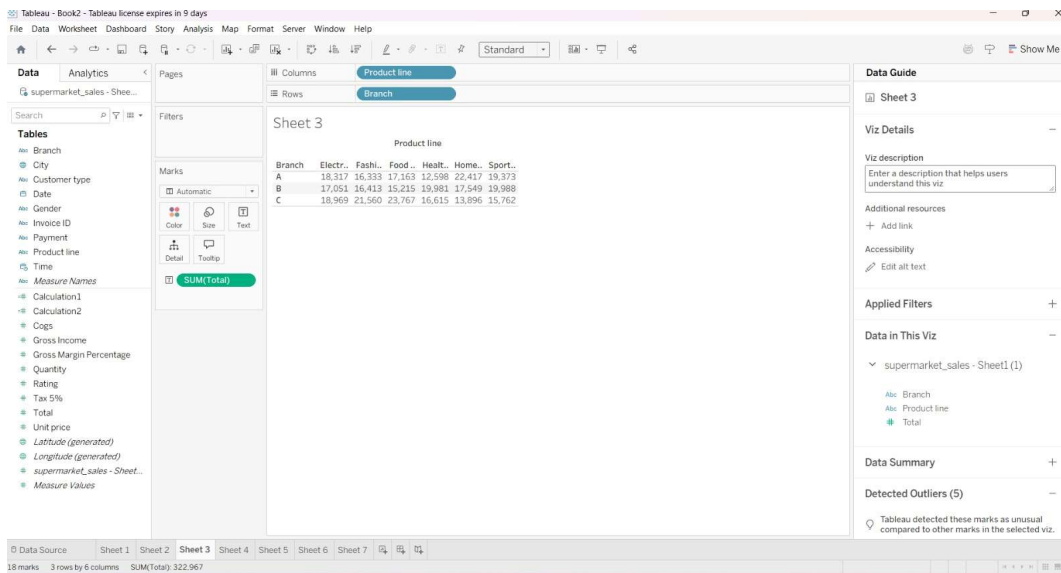 Tableau - Book2 - Tableau license expires in 9 days
File Data Worksheet Dashboard Story Analysis Map Format Server Window Help
Standard
Show Me
Data Analytics
supermarket_sales - Shee...
Search
Tables
Abc Branch
City
Abc Customer type
Date
Abc Gender
Abc Invoice ID
Abc Payment
Abc Product line
Time
Abc Measure Names
=# Calculation1
=# Calculation2
# Cogs
# Gross Income
# Gross Margin Percentage
# Quantity
# Rating
# Tax 5%
# Total
# Unit price
Latitude (generated)
Longitude (generated)
# supermarket_sales - Sheet...
# Measure Values
Pages
Filters
Marks
Automatic
Color Size Text
Detail Tooltip
SUM(Total)
Columns Product line
Rows Branch
Sheet 3
Product line
Branch Electr.. Fashi.. Food .. Healt.. Home.. Sport..
A 18,317 16,333 17,163 12,598 22,417 19,373
B 17,051 16,413 15,215 19,981 17,549 19,988
C 18,969 21,560 23,767 16,615 13,896 15,762
Data Guide
Sheet 3
Viz Details
Viz description
Enter a description that helps users
understand this viz
Additional resources
+ Add link
Accessibility
Edit alt text
Applied Filters
Data in This Viz
supermarket_sales - Sheet1 (1)
Abc Branch
Abc Product line
# Total
Data Summary
Detected Outliers (5)
Tableau detected these marks as unusual
compared to other marks in the selected viz.
Data Source Sheet 1 Sheet 2 Sheet 3 Sheet 4 Sheet 5 Sheet 6 Sheet 7
18 marks 3 rows by 6 columns SUM(Total): 322,967